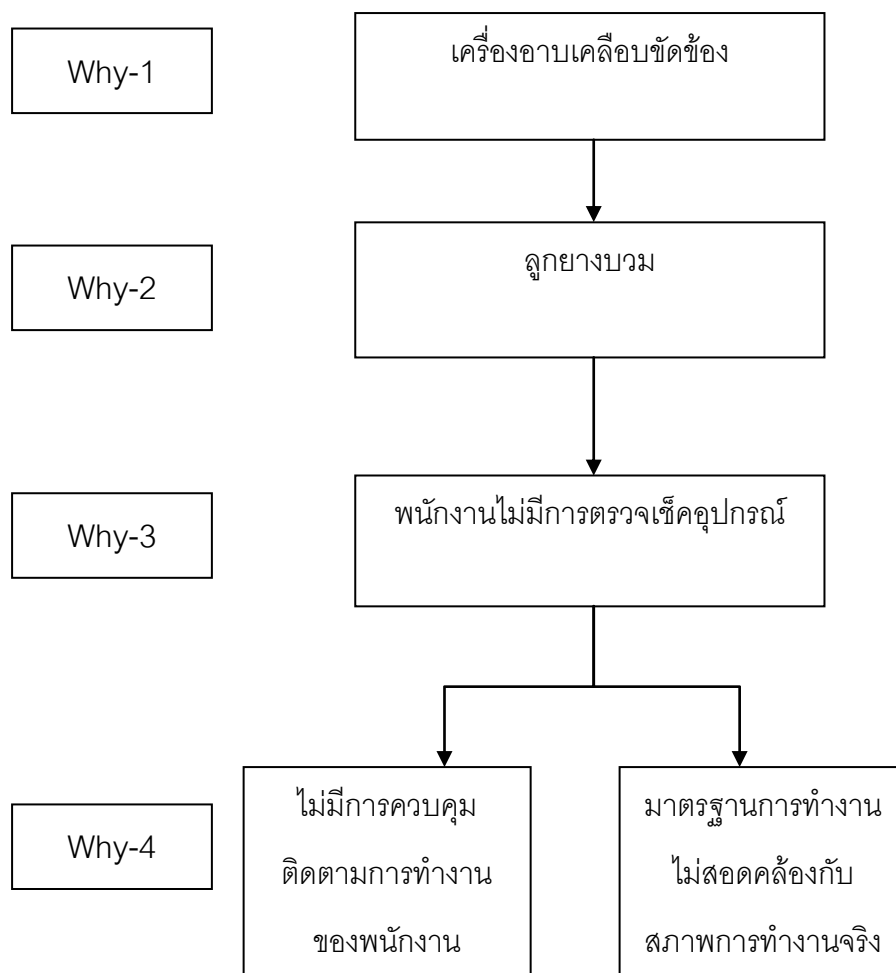 Why-1
เครื่องอาบเคลือบขัดข้อง
Why-2
ลูกยางบวม
Why-3
พนักงานไม่มีการตรวจเช็คอุปกรณ์
Why-4
ไม่มีการควบคุม
ติดตามการทำงาน
ของพนักงาน
มาตรฐานการทำงาน
ไม่สอดคล้องกับ
สภาพการทำงานจริง